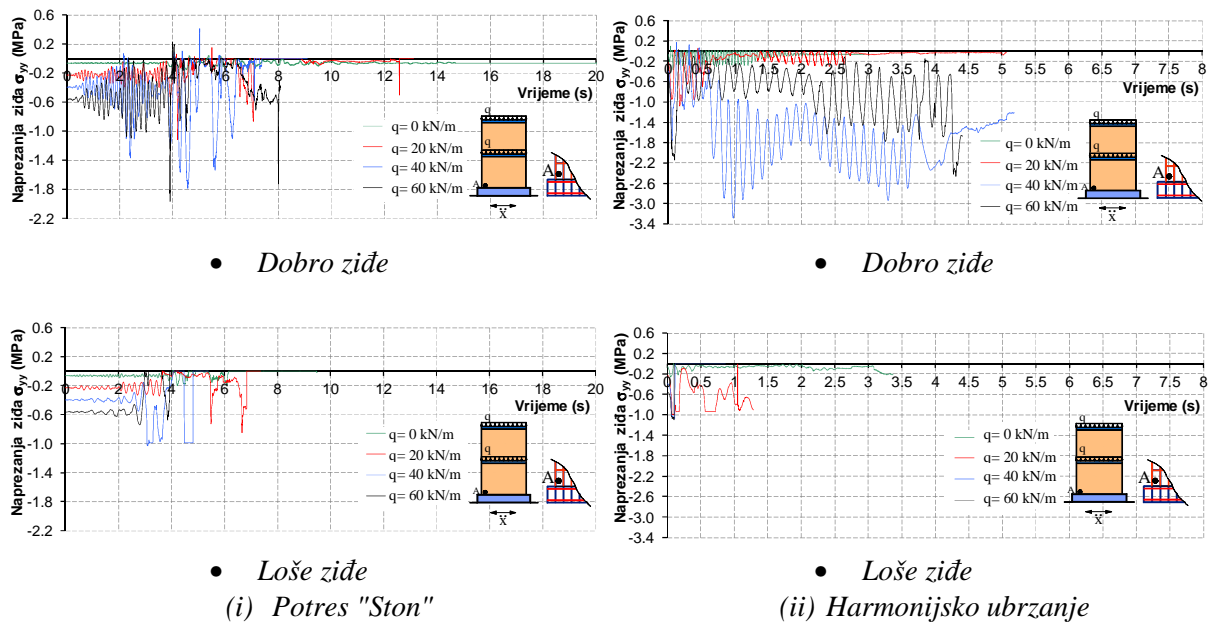 Naprezanja zida σyy (MPa)
0.6
0.2
-0.2
-0.6
-1.0
-1.4
-1.8
-2.2
0 2 4 6 8 10 12 14 16 18 20
Vrijeme (s)
q= 0 kN/m
q= 20 kN/m
q= 40 kN/m
q= 60 kN/m
q
q
A
A
ẍ
• Dobro ziđe
Naprezanja zida σyy (MPa)
0.6
0.2
-0.2
-0.6
-1.0
-1.4
-1.8
-2.2
-2.6
-3.0
-3.4
0 0.5 1 1.5 2 2.5 3 3.5 4 4.5 5 5.5 6 6.5 7 7.5 8
Vrijeme (s)
q= 0 kN/m
q= 20 kN/m
q= 40 kN/m
q= 60 kN/m
q
q
A
A
ẍ
• Dobro ziđe
Naprezanja zida σyy (MPa)
0.6
0.2
-0.2
-0.6
-1.0
-1.4
-1.8
-2.2
0 2 4 6 8 10 12 14 16 18 20
Vrijeme (s)
q= 0 kN/m
q= 20 kN/m
q= 40 kN/m
q= 60 kN/m
q
q
A
A
ẍ
• Loše ziđe
(i) Potres "Ston"
Naprezanja zida σyy (MPa)
0.6
0.2
-0.2
-0.6
-1.0
-1.4
-1.8
-2.2
-2.6
-3.0
-3.4
0 0.5 1 1.5 2 2.5 3 3.5 4 4.5 5 5.5 6 6.5 7 7.5 8
Vrijeme (s)
q= 0 kN/m
q= 20 kN/m
q= 40 kN/m
q= 60 kN/m
q
q
A
A
ẍ
• Loše ziđe
(ii) Harmonijsko ubrzanje